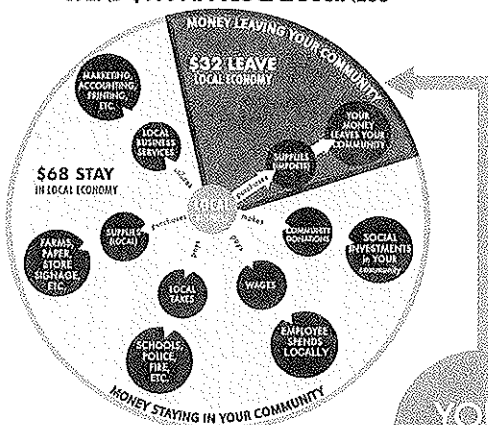 MONEY LEAVING YOUR COMMUNITY
$32 LEAVE
LOCAL ECONOMY
MARKETING,
ACCOUNTING,
PRINTING,
ETC.
LOCAL
BUSINESS
SERVICES
YOUR
MONEY
LEAVES YOUR
COMMUNITY
SUPPLIES
(IMPORTS)
$68 STAY
IN LOCAL ECONOMY
utilizes
purchases
LOCAL
purchases
makes
SUPPLIES
(LOCAL)
COMMUNITY
DONATIONS
SOCIAL
INVESTMENTS
in YOUR
community
FARMS,
PAPER,
STORE
SIGNAGE,
ETC.
pays
pays
LOCAL
TAXES
WAGES
SCHOOLS,
POLICE,
FIRE,
ETC.
EMPLOYEE
SPENDS
LOCALLY
MONEY STAYING IN YOUR COMMUNITY
YO